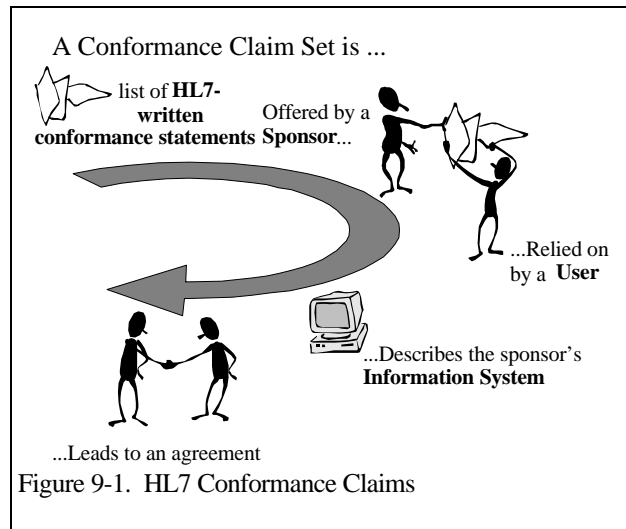 A Conformance Claim Set is ...
list of HL7-
written
conformance statements
Offered by a
Sponsor...
...Relied on
by a User
...Describes the sponsor's
Information System
...Leads to an agreement
Figure 9-1. HL7 Conformance Claims